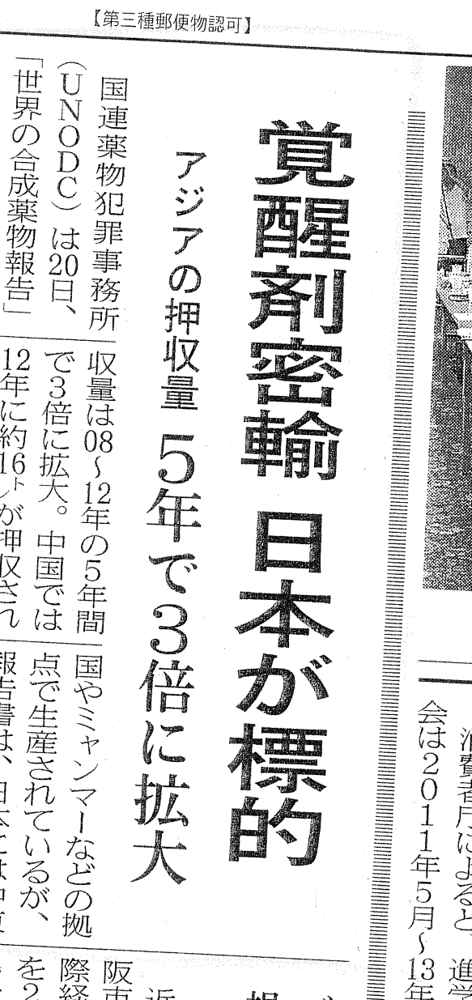 【第三種郵便物認可】
覚醒剤密輸 日本が標的
アジアの押収量 5年で3倍に拡大
国連薬物犯罪事務所
（UNODC）は20日、
「世界の合成薬物報告」
収量は08〜12年の5年間
で3倍に拡大。中国では
12年に約16㌧が押収され
国やミャンマーなどの拠
点で生産されているが、
報告書は、日本には中東
会は2011年5月〜13年
消費者庁によると
進学
阪市
際経
を2
近